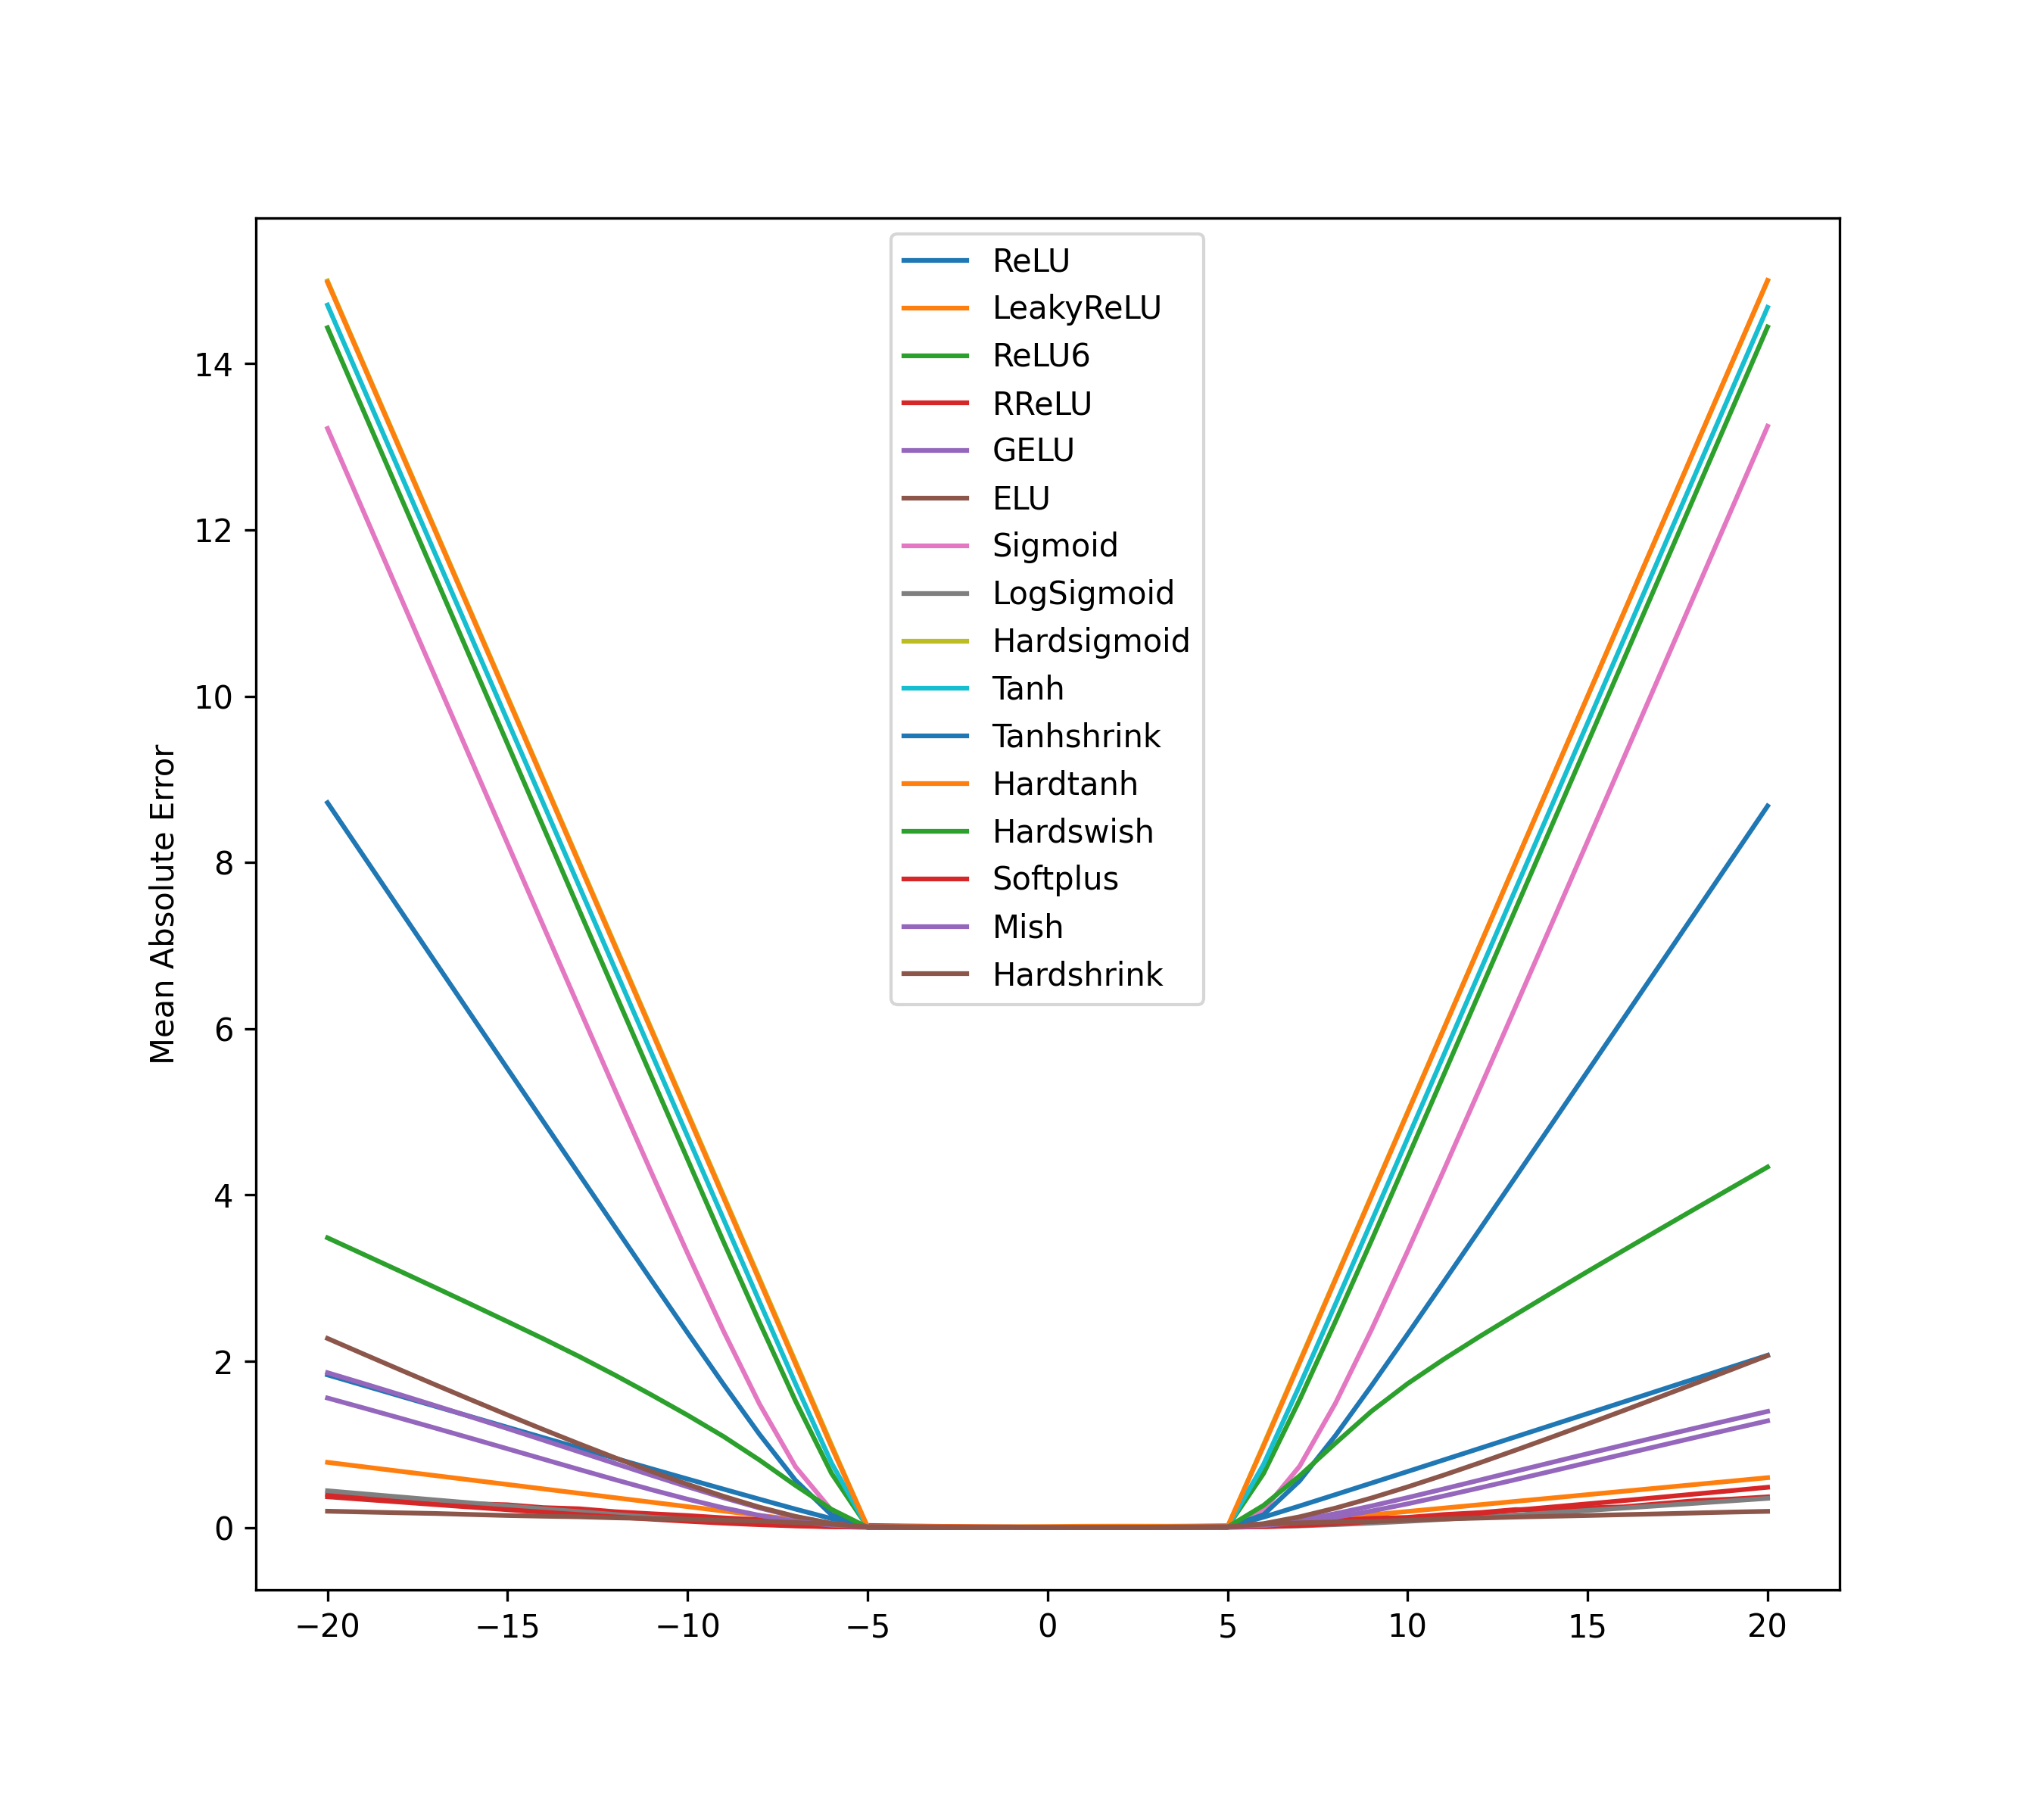 ReLU
LeakyReLU
ReLU6
RReLU
GELU
ELU
Sigmoid
LogSigmoid
Hardsigmoid
Tanh
Tanhshrink
Hardtanh
Hardswish
Softplus
Mish
Hardshrink
Mean Absolute Error
14
12
10
8
6
4
2
0
−20 −15 −10 −5 0 5 10 15 20